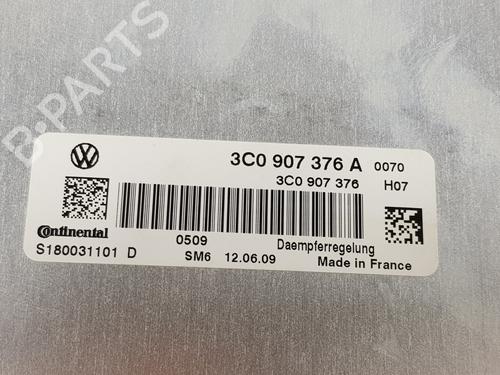 B-PARTS
3C0 907 376 A 0070
3C0 907 376 H07
Continental
S180031101 D
0509
SM6 12.06.09
Daempferregelung
Made in France